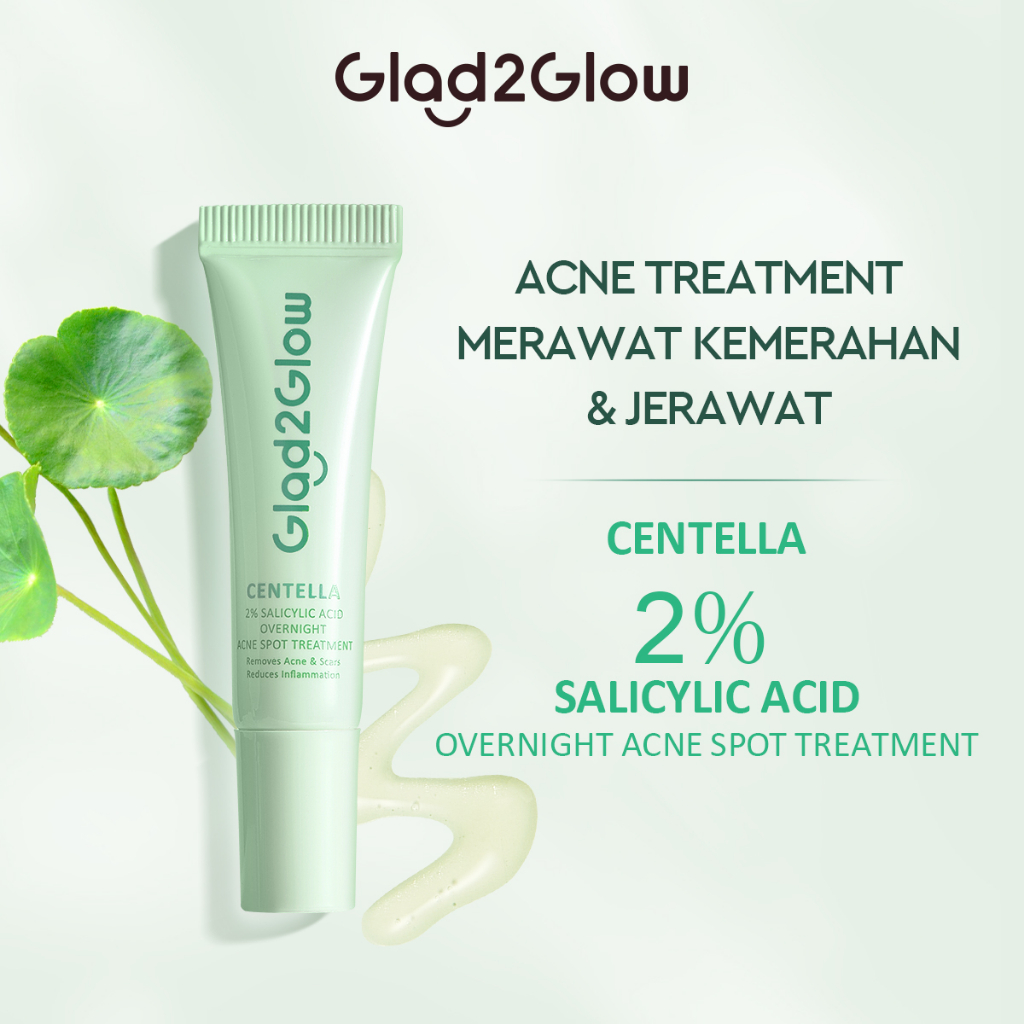 Glad2Glow
ACNE TREATMENT
MERAWAT KEMERAHAN
& JERAWAT
CENTELLA
2%
SALICYLIC ACID
OVERNIGHT ACNE SPOT TREATMENT
Glad2Glow
CENTELLA
2% SALICYLIC ACID
OVERNIGHT
ACNE SPOT TREATMENT
Removes Acne & Scars
Reduces Inflammation